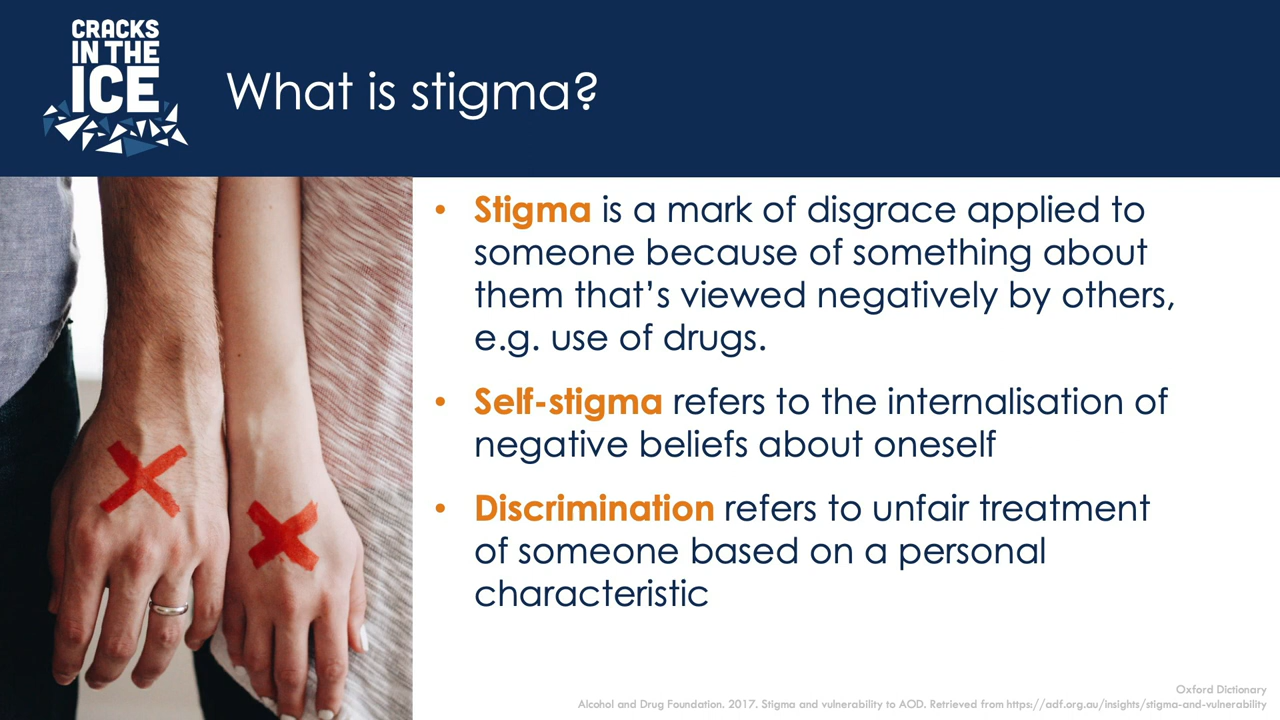 CRACKS
IN THE
ICE
What is stigma?
• Stigma is a mark of disgrace applied to
someone because of something about
them that’s viewed negatively by others,
e.g. use of drugs.
• Self-stigma refers to the internalisation of
negative beliefs about oneself
• Discrimination refers to unfair treatment
of someone based on a personal
characteristic
Oxford Dictionary
Alcohol and Drug Foundation. 2017. Stigma and vulnerability to AOD. Retrieved from https://adf.org.au/insights/stigma-and-vulnerability